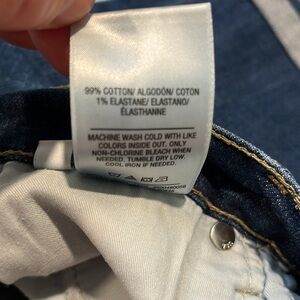 99% COTTON/ ALGODÓN/ COTON
1% ELASTANE/ ELASTANO/
ÉLASTHANNE
MACHINE WASH COLD WITH LIKE
COLORS INSIDE OUT. ONLY
NON-CHLORINE BLEACH WHEN
NEEDED. TUMBLE DRY LOW.
COOL IRON IF NEEDED.